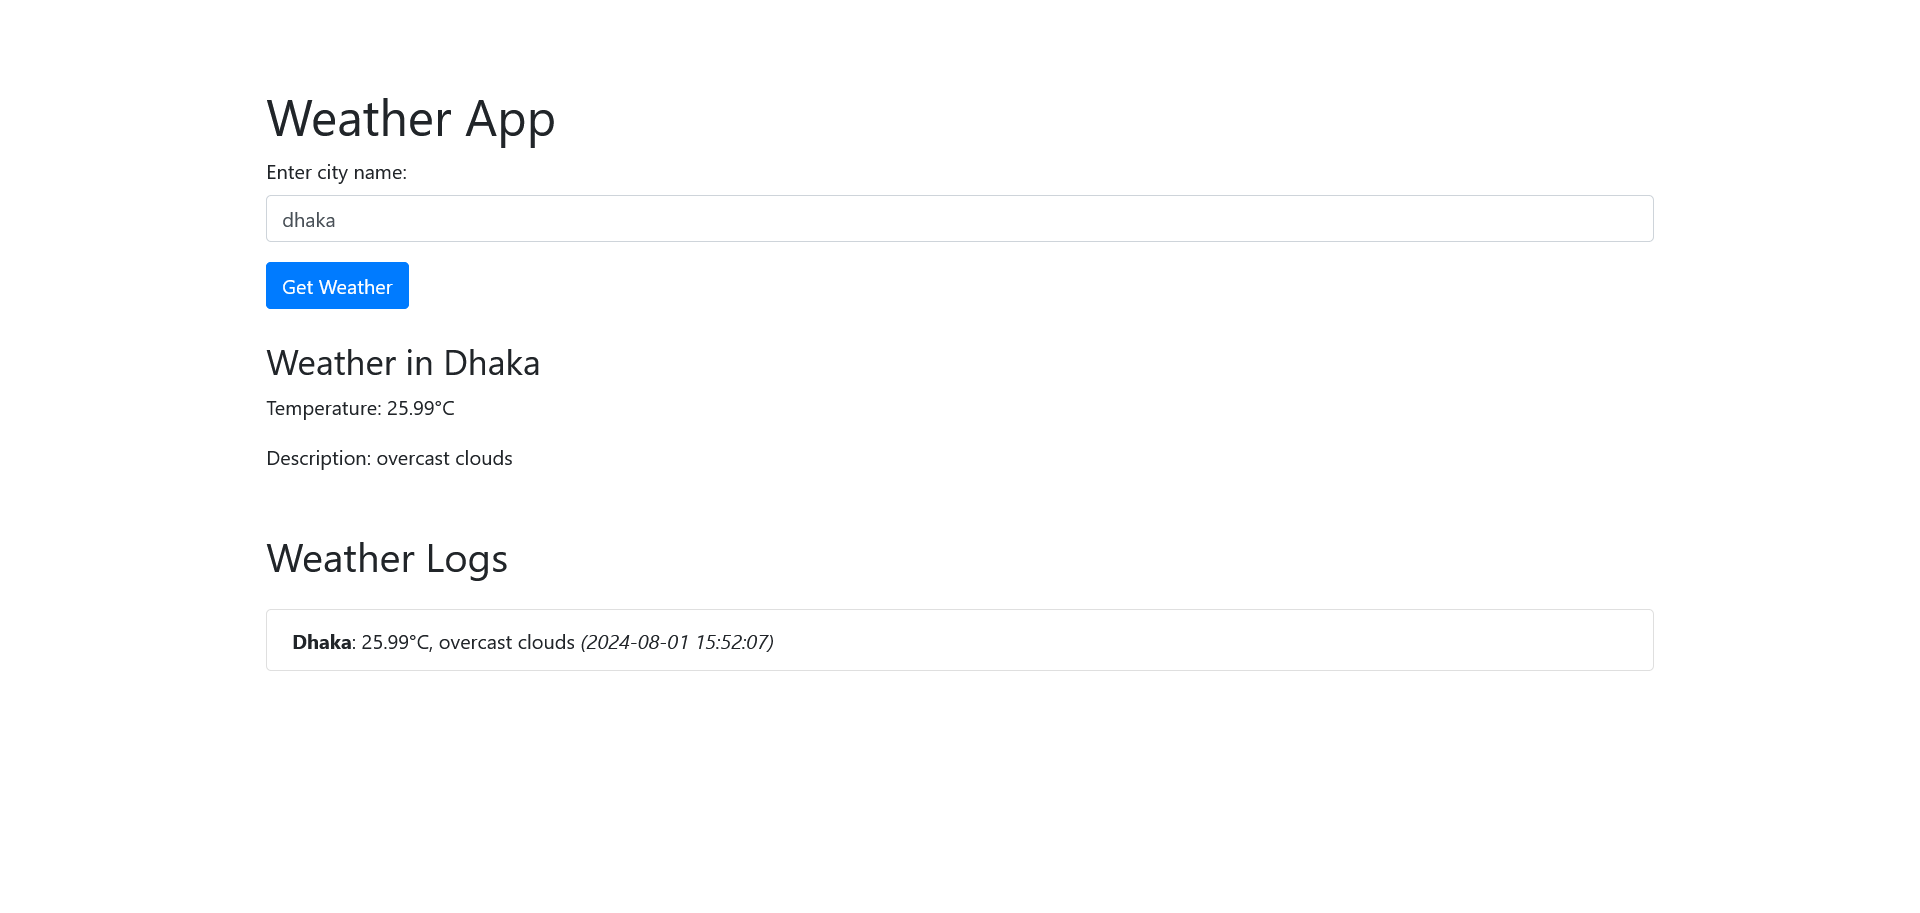 Weather App
Enter city name:
dhaka
Get Weather
Weather in Dhaka
Temperature: 25.99°C
Description: overcast clouds
Weather Logs
Dhaka: 25.99°C, overcast clouds (2024-08-01 15:52:07)